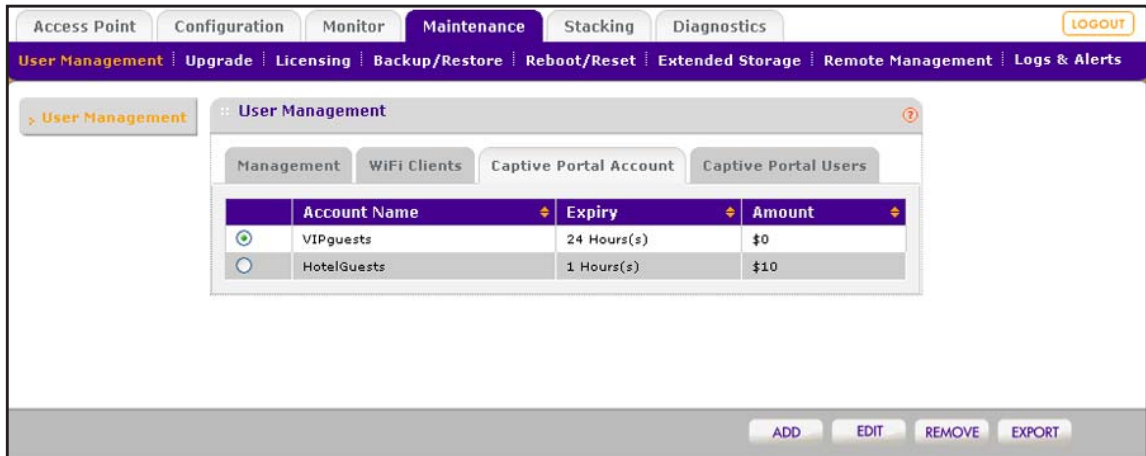 Access Point Configuration Monitor Maintenance Stacking Diagnostics LOGOUT
User Management Upgrade Licensing Backup/Restore Reboot/Reset Extended Storage Remote Management Logs & Alerts
> User Management
:: User Management ?
Management WiFi Clients Captive Portal Account Captive Portal Users
Account Name Expiry Amount
VIPguests 24 Hours(s) $0
HotelGuests 1 Hours(s) $10
ADD EDIT REMOVE EXPORT